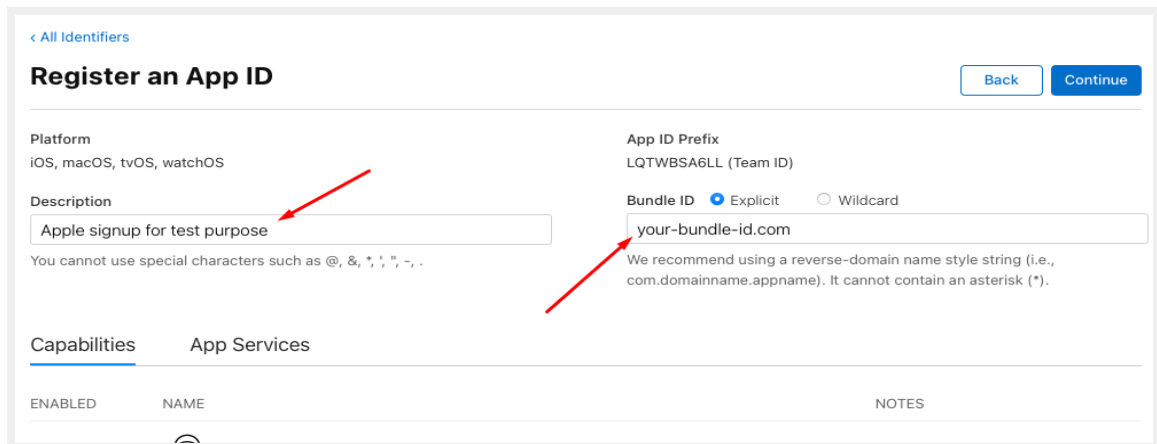 ‹ All Identifiers
Register an App ID
Back
Continue
Platform
iOS, macOS, tvOS, watchOS
App ID Prefix
LQTWBSA6LL (Team ID)
Description
Apple signup for test purpose
You cannot use special characters such as @, &, *, ', ", -, .
Bundle ID
Explicit
Wildcard
your-bundle-id.com
We recommend using a reverse-domain name style string (i.e.,
com.domainname.appname). It cannot contain an asterisk (*).
Capabilities
App Services
ENABLED
NAME
NOTES